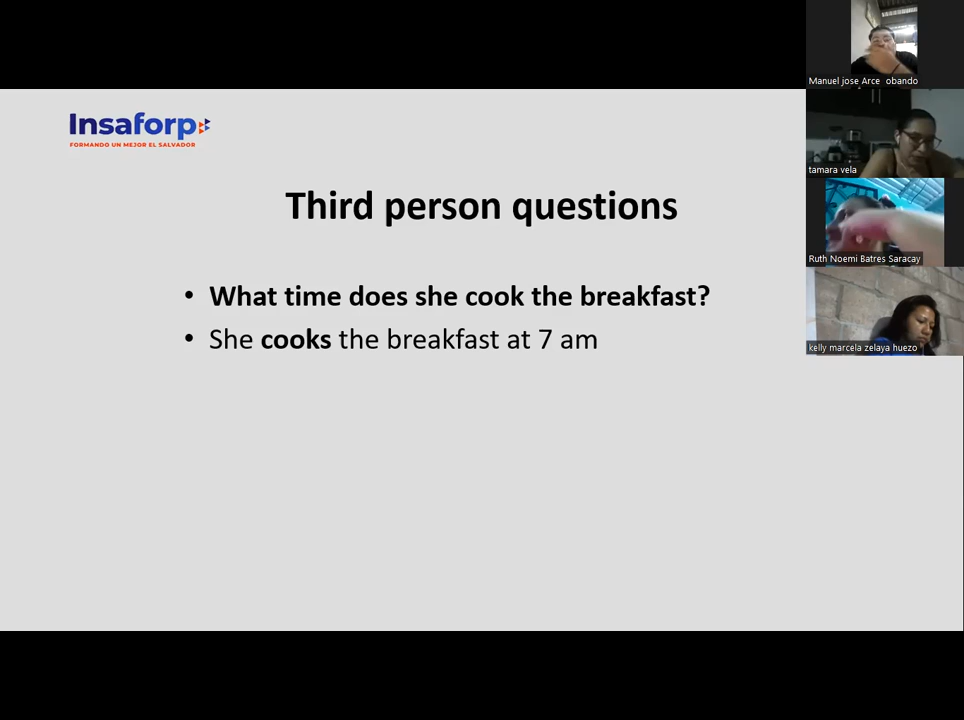 Manuel jose Arce obando
Insaforp
FORMANDO UN MEJOR EL SALVADOR
tamara vela
Third person questions
Ruth Noemi Batres Saracay
• What time does she cook the breakfast?
• She cooks the breakfast at 7 am
kelly marcela zelaya huezo